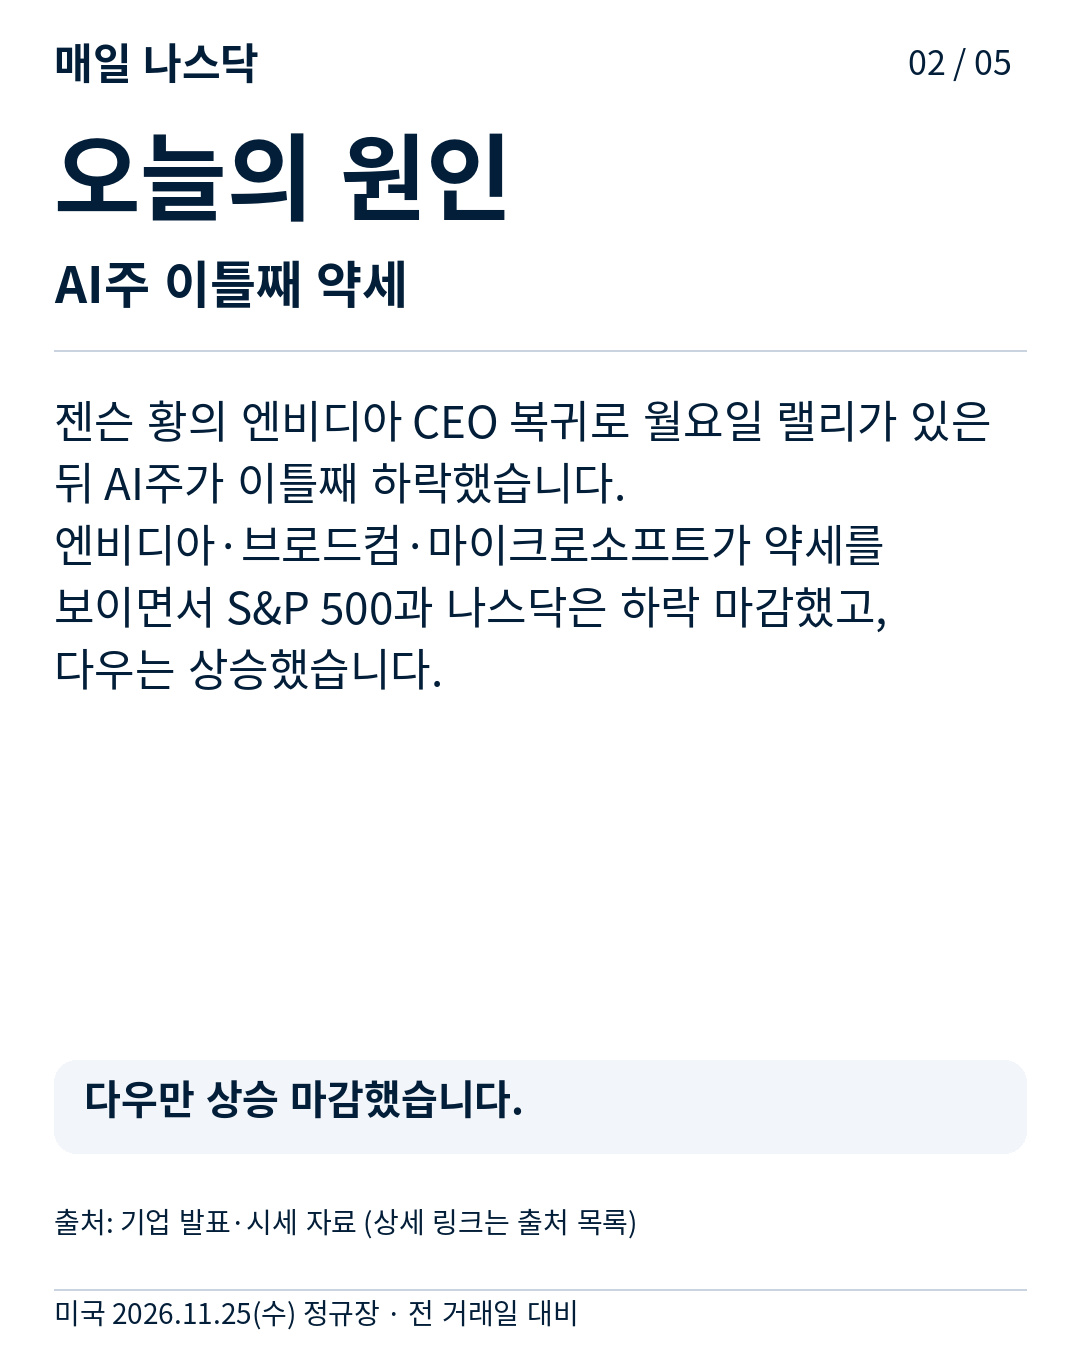 매일 나스닥
02 / 05
오늘의 원인
AI주 이틀째 약세
젠슨 황의 엔비디아 CEO 복귀로 월요일 랠리가 있은
뒤 AI주가 이틀째 하락했습니다.
엔비디아·브로드컴·마이크로소프트가 약세를
보이면서 S&P 500과 나스닥은 하락 마감했고,
다우는 상승했습니다.
다우만 상승 마감했습니다.
출처: 기업 발표·시세 자료 (상세 링크는 출처 목록)
미국 2026.11.25(수) 정규장 · 전 거래일 대비